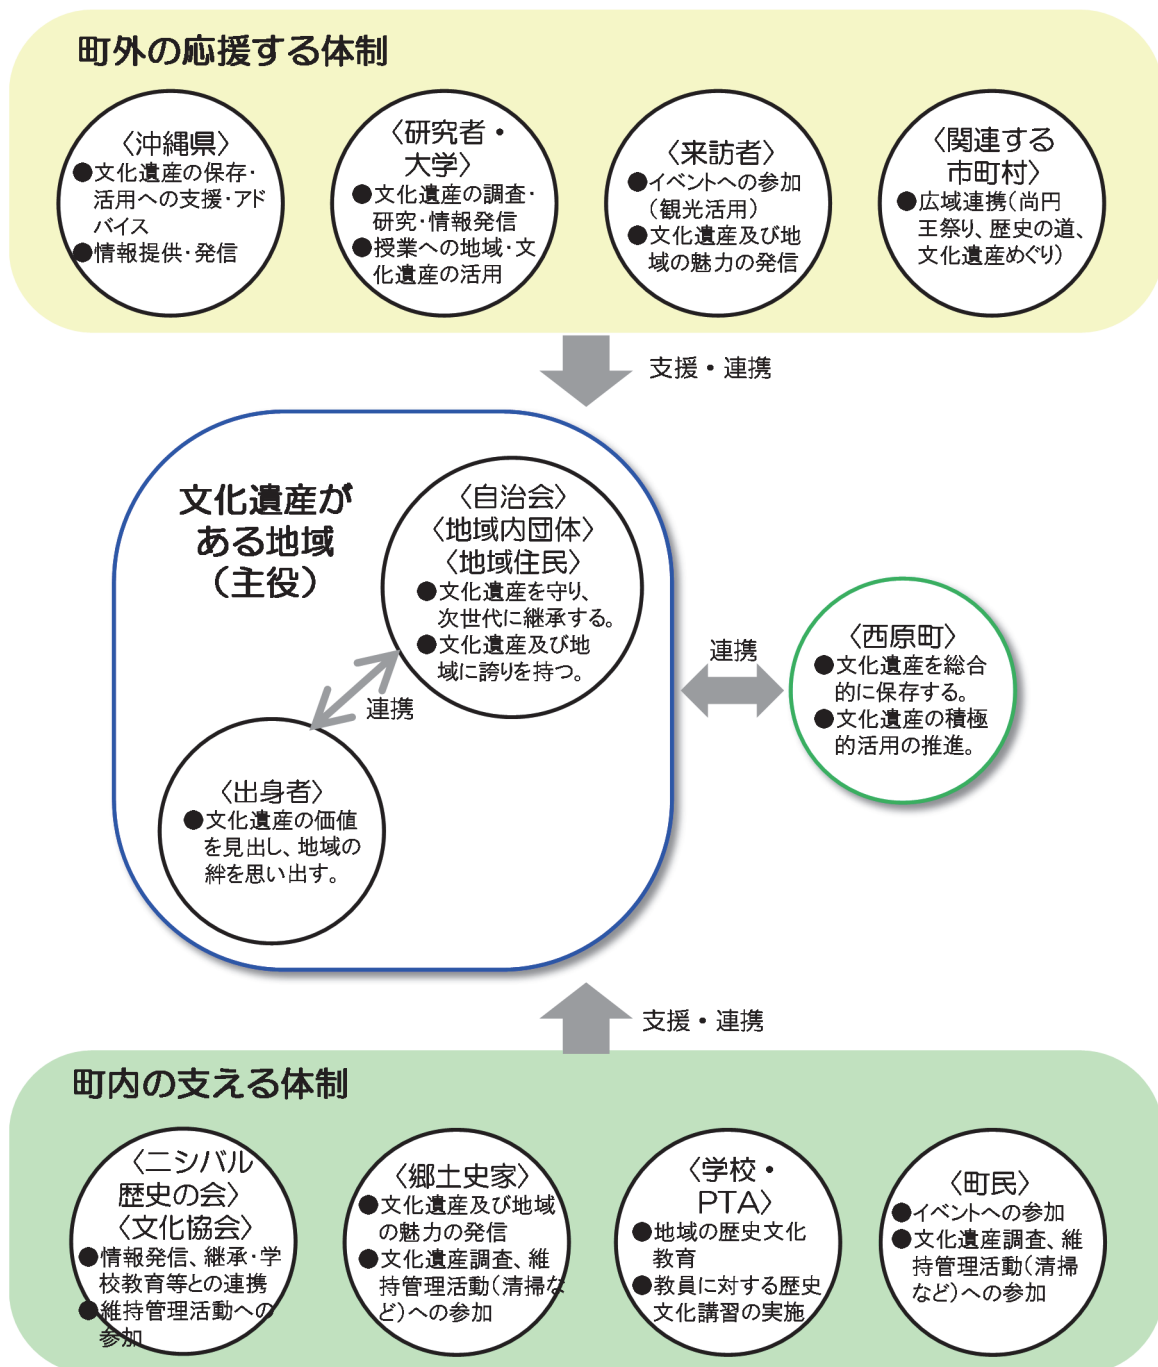 町外の応援する体制
〈沖縄県〉
●文化遺産の保存・
活用への支援・アド
バイス
●情報提供・発信
〈研究者・
大学〉
●文化遺産の調査・
研究・情報発信
●授業への地域・文
化遺産の活用
〈来訪者〉
●イベントへの参加
（観光活用）
●文化遺産及び地
域の魅力の発信
〈関連する
市町村〉
●広域連携（尚円
王祭り、歴史の道、
文化遺産めぐり）
支援・連携
文化遺産が
ある地域
（主役）
〈自治会〉
〈地域内団体〉
〈地域住民〉
●文化遺産を守り、
次世代に継承する。
●文化遺産及び地
域に誇りを持つ。
連携
〈出身者〉
●文化遺産の価値
を見出し、地域の
絆を思い出す。
連携
〈西原町〉
●文化遺産を総合
的に保存する。
●文化遺産の積極
的活用の推進。
支援・連携
町内の支える体制
〈ニシバル
歴史の会〉
〈文化協会〉
●情報発信、継承・学
校教育等との連携
●維持管理活動への
参加
〈郷土史家〉
●文化遺産及び地域
の魅力の発信
●文化遺産調査、維
持管理活動（清掃な
ど）への参加
〈学校・
PTA〉
●地域の歴史文化
教育
●教員に対する歴史
文化講習の実施
〈町民〉
●イベントへの参加
●文化遺産調査、維
持管理活動（清掃
など）への参加